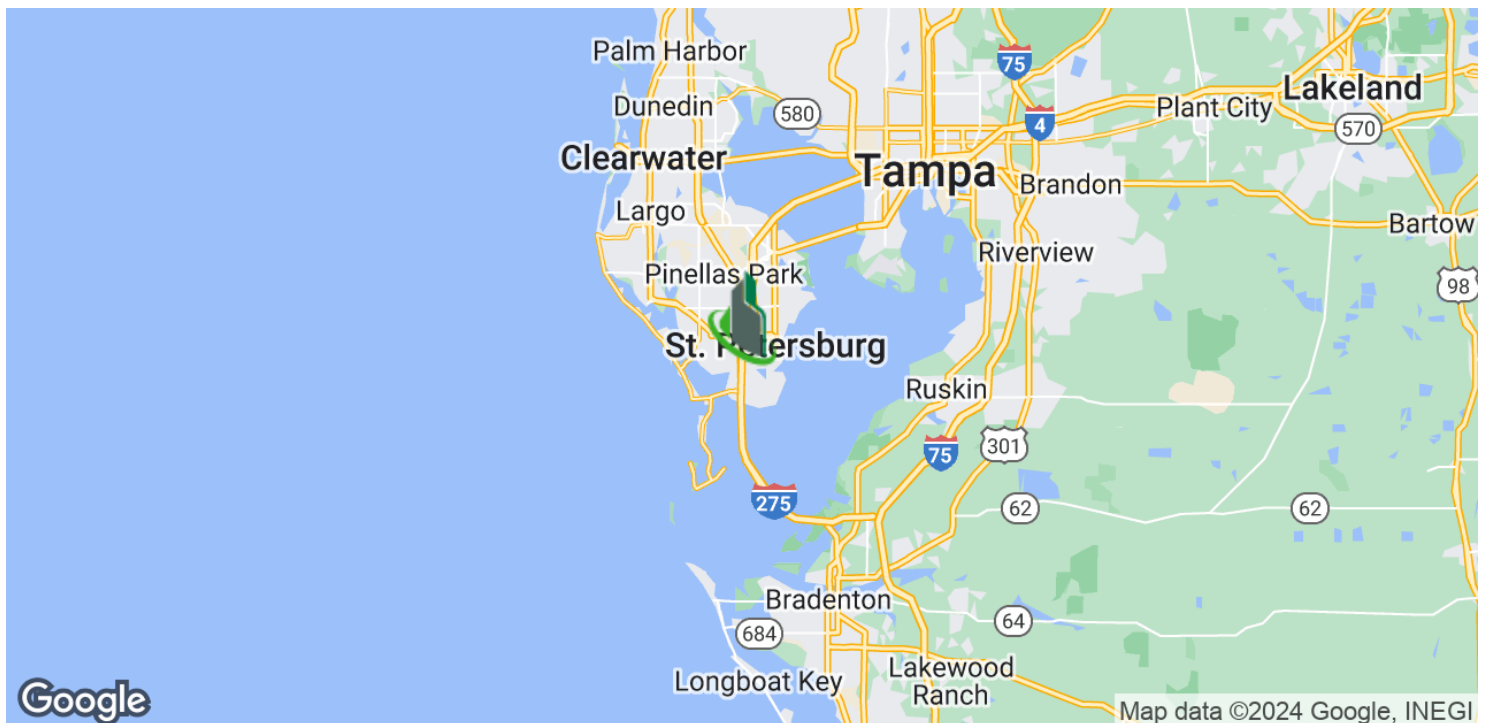 Palm Harbor
75
Lakeland
Dunedin
580
Plant City
4
570
Clearwater
Tampa
Brandon
Largo
Bartow
Riverview
Pinellas Park
98
St. Petersburg
Ruskin
301
75
275
62
62
Bradenton
64
684
Lakewood
Ranch
Longboat Key
Google
Map data ©2024 Google, INEGI